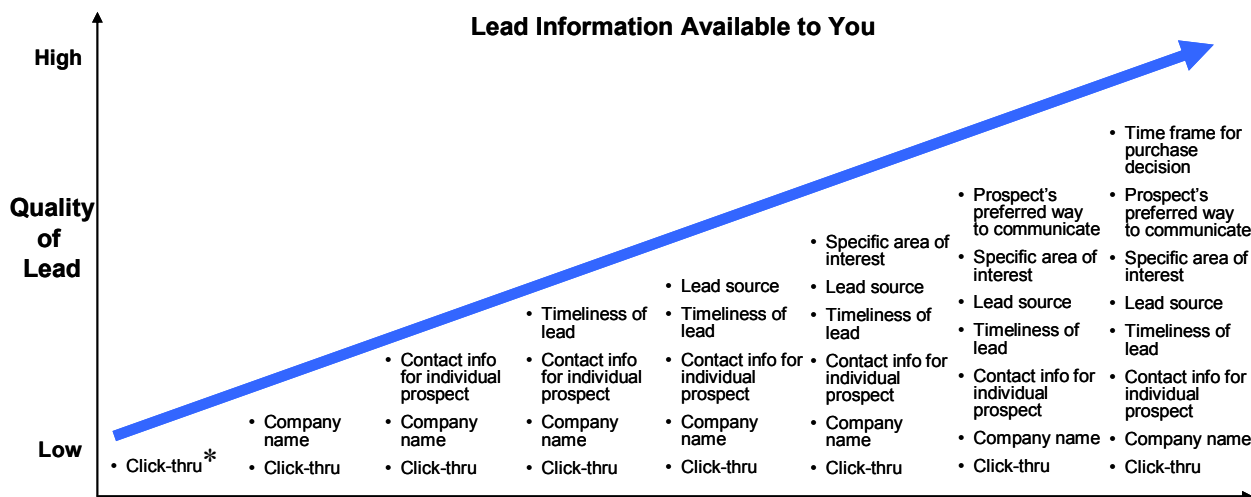 Lead Information Available to You
High
Quality
of
Lead
Low
• Click-thru*
• Company
name
• Click-thru
• Contact info
for individual
prospect
• Company
name
• Click-thru
• Timeliness of
lead
• Contact info
for individual
prospect
• Company
name
• Click-thru
• Lead source
• Timeliness of
lead
• Contact info for
individual
prospect
• Company
name
• Click-thru
• Specific area of
interest
• Lead source
• Timeliness of
lead
• Contact info for
individual
prospect
• Company
name
• Click-thru
• Prospect's
preferred way
to communicate
• Specific area of
interest
• Lead source
• Timeliness of
lead
• Contact info for
individual
prospect
• Company name
• Click-thru
• Time frame for
purchase
decision
• Prospect's
preferred way
to communicate
• Specific area of
interest
• Lead source
• Timeliness of
lead
• Contact info for
individual
prospect
• Company name
• Click-thru